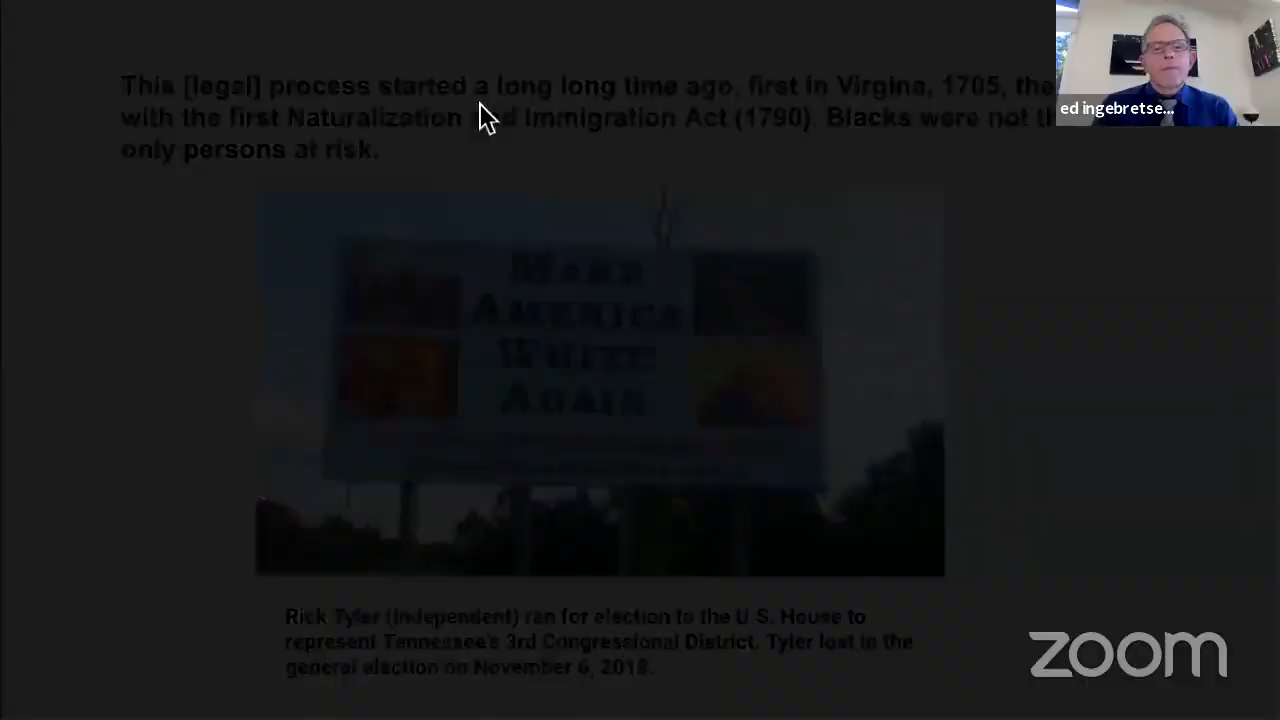 This [legal] process started a long long time ago, first in Virgina, 1705, the
with the first Naturalization and Immigration Act (1790). Blacks were not th
only persons at risk.
ed ingebretse...
MAKE
AMERICA
WHITE
AGAIN
Rick Tyler (Independent) ran for election to the U.S. House to
represent Tennessee's 3rd Congressional District. Tyler lost in the
general election on November 6, 2018.
zoom